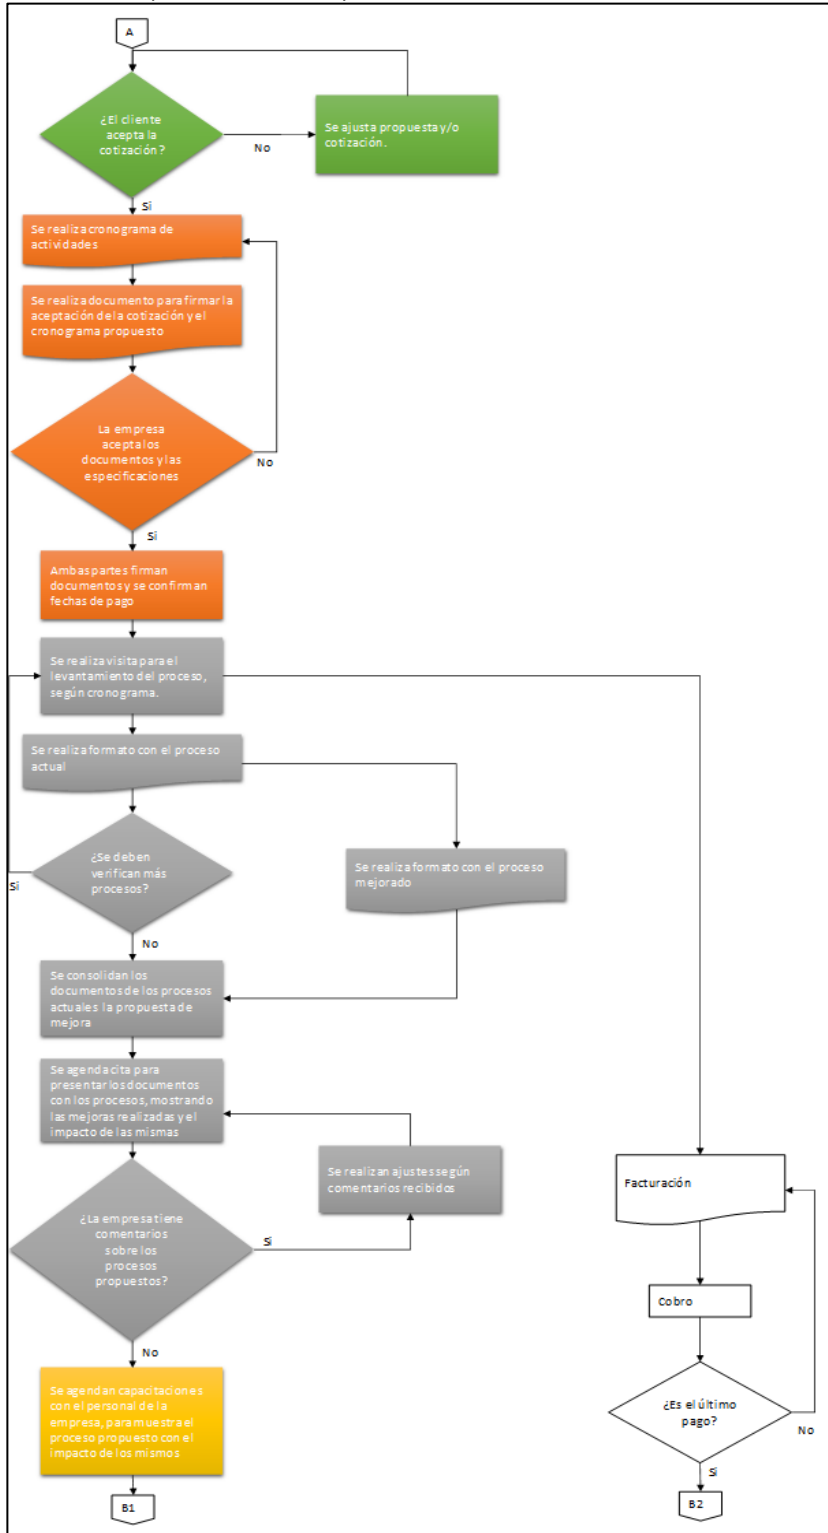 A
¿El cliente
acepta la
cotización?
No
Se ajusta propuesta y/o
cotización.
Si
Se realiza cronograma de
actividades
Se realiza documento para firmar la
aceptación de la cotización y el
cronograma propuesto
La empresa
acepta los
documentos y las
especificaciones
No
Si
Ambas partes firman
documentos y se confirman
fechas de pago
Se realiza visita para el
levantamiento del proceso,
según cronograma.
Se realiza formato con el proceso
actual
¿Se deben
verifican más
procesos?
Si
Se realiza formato con el proceso
mejorado
No
Se consolidan los
documentos de los procesos
actuales la propuesta de
mejora
Se agenda cita para
presentar los documentos
con los procesos, mostrando
las mejoras realizadas y el
impacto de las mismas
Se realizan ajustes según
comentarios recibidos
¿La empresa tiene
comentarios
sobre los
procesos
propuestos?
Si
No
Se agendan capacitaciones
con el personal de la
empresa, para muestra el
proceso propuesto con el
impacto de los mismos
B1
Facturación
Cobro
¿Es el último
pago?
No
Si
B2